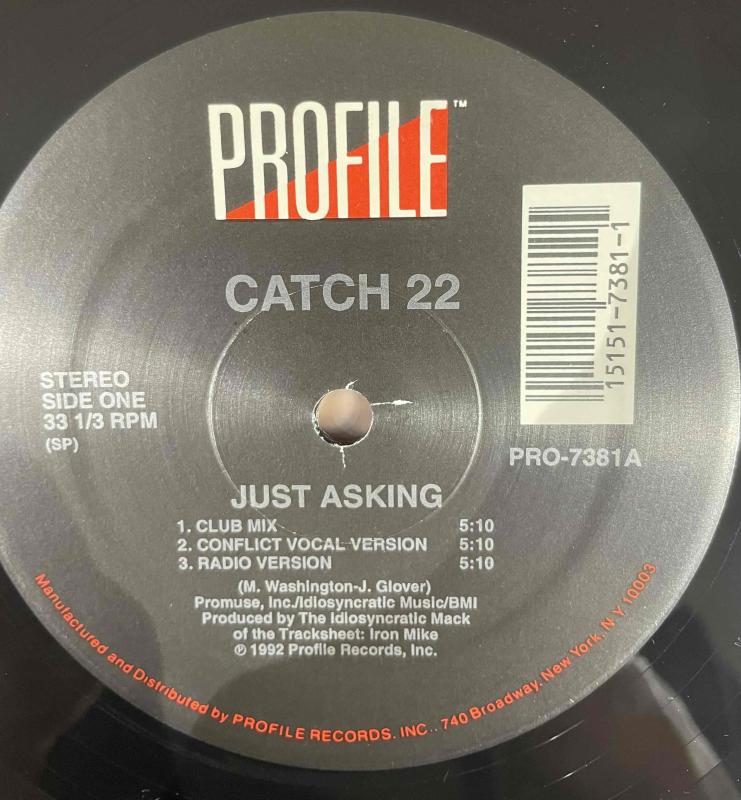 PROFILE™
CATCH 22
15151-7381-1
STEREO
SIDE ONE
33 1/3 RPM
(SP)
PRO-7381A
JUST ASKING
1. CLUB MIX 5:10
2. CONFLICT VOCAL VERSION 5:10
3. RADIO VERSION 5:10
(M. Washington-J. Glover)
Promuse, Inc./Idiosyncratic Music/BMI
Produced by The Idiosyncratic Mack
of the Tracksheet: Iron Mike
℗ 1992 Profile Records, Inc.
Manufactured and Distributed by PROFILE RECORDS, INC., 740 Broadway, New York, N Y 10003